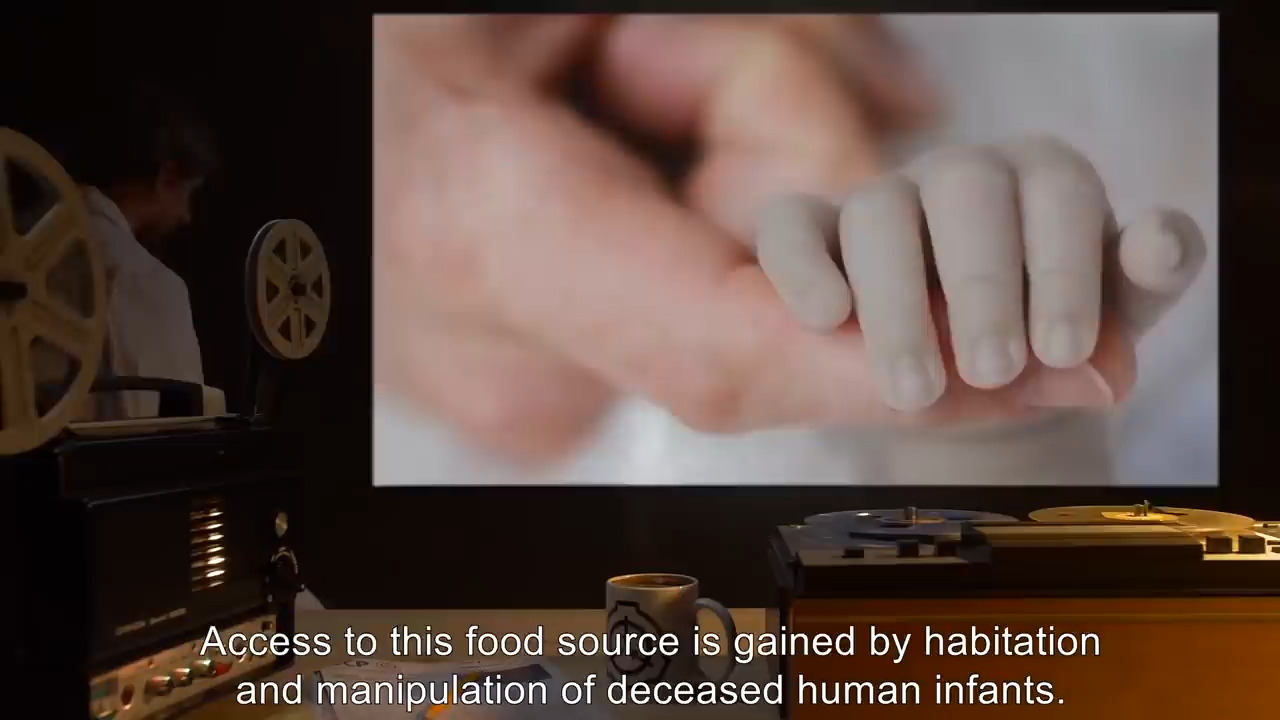 Access to this food source is gained by habitation
and manipulation of deceased human infants.